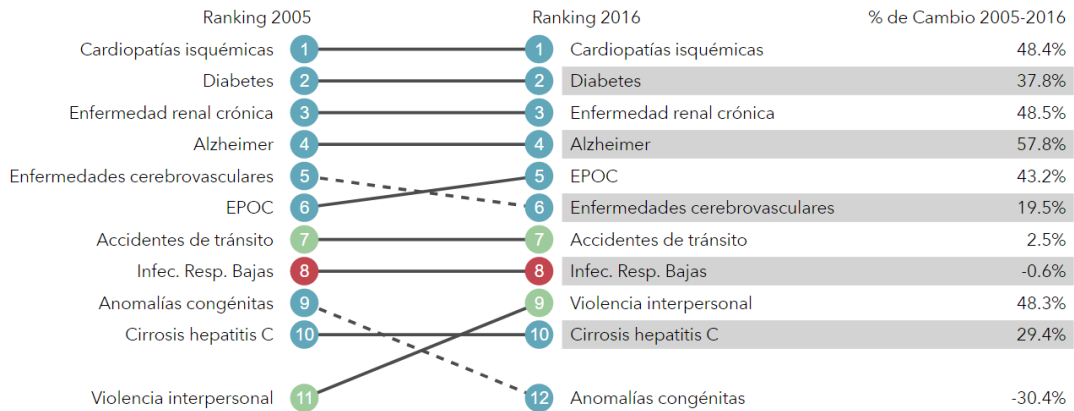 Ranking 2005 Ranking 2016 % de Cambio 2005-2016
Cardiopatías isquémicas 1 1 Cardiopatías isquémicas 48.4%
Diabetes 2 2 Diabetes 37.8%
Enfermedad renal crónica 3 3 Enfermedad renal crónica 48.5%
Alzheimer 4 4 Alzheimer 57.8%
Enfermedades cerebrovasculares 5 5 EPOC 43.2%
EPOC 6 6 Enfermedades cerebrovasculares 19.5%
Accidentes de tránsito 7 7 Accidentes de tránsito 2.5%
Infec. Resp. Bajas 8 8 Infec. Resp. Bajas -0.6%
Anomalías congénitas 9 9 Violencia interpersonal 48.3%
Cirrosis hepatitis C 10 10 Cirrosis hepatitis C 29.4%
Violencia interpersonal 11 12 Anomalías congénitas -30.4%